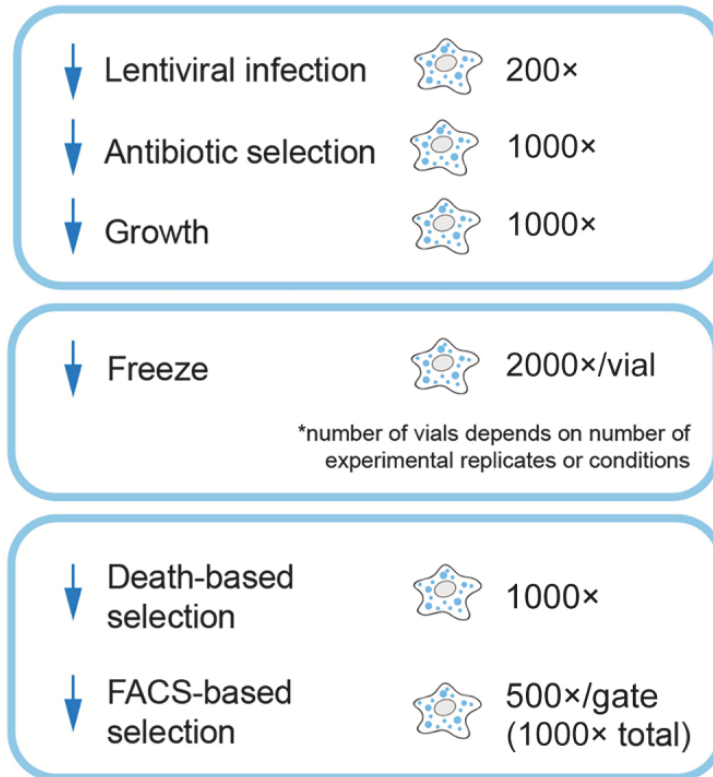 Lentiviral infection 200×
Antibiotic selection 1000×
Growth 1000×
Freeze 2000×/vial
*number of vials depends on number of
experimental replicates or conditions
Death-based
selection 1000×
FACS-based
selection
500×/gate
(1000× total)